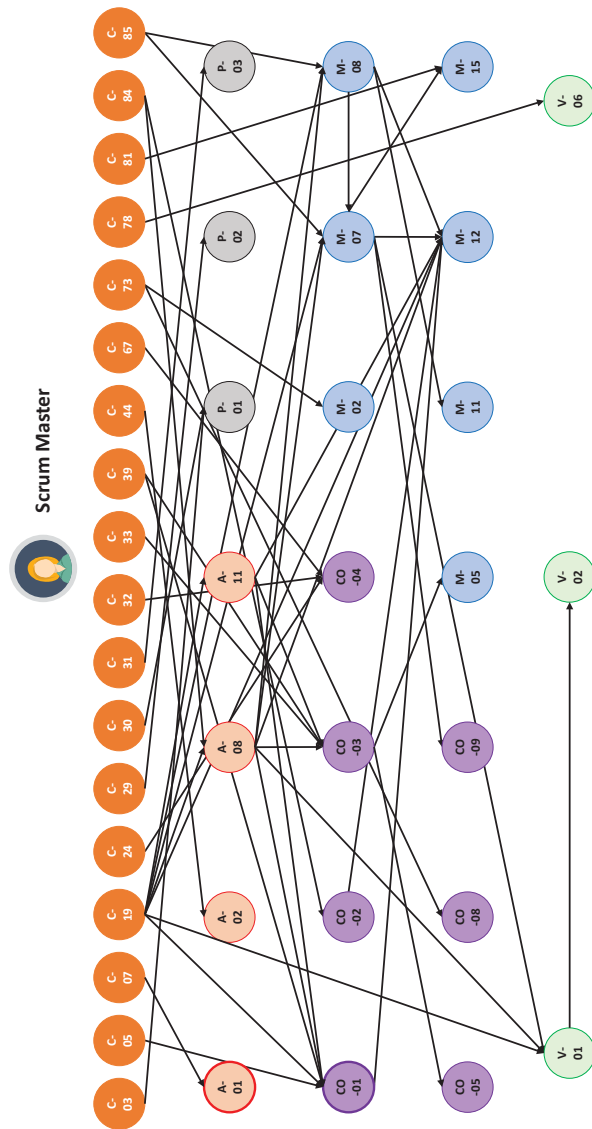 Scrum Master
C-
03
C-
05
C-
07
C-
19
C-
24
C-
29
C-
30
C-
31
C-
32
C-
33
C-
39
C-
44
C-
67
C-
73
C-
78
C-
81
C-
84
C-
85
A-
01
A-
02
A-
08
A-
11
P-
01
P-
02
P-
03
CO
-01
CO
-02
CO
-03
CO
-04
M-
02
M-
07
M-
08
CO
-05
CO
-08
CO
-09
M-
05
M-
11
M-
12
M-
15
V-
01
V-
02
V-
06